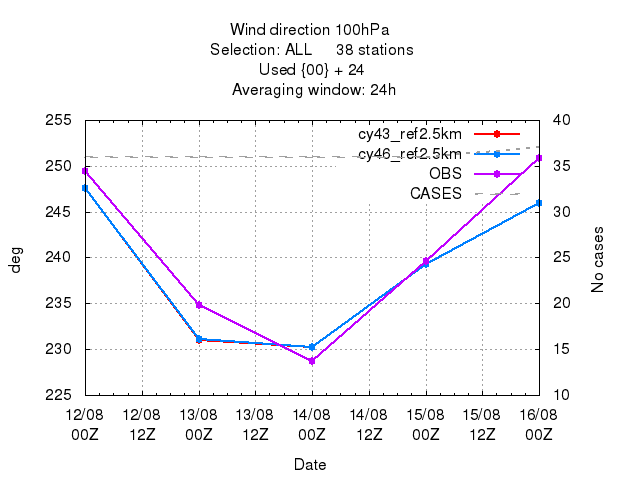 Wind direction 100hPa
Selection: ALL 38 stations
Used {00} + 24
Averaging window: 24h
255 40
cy43_ref2.5km
cy46_ref2.5km
OBS
CASES
250 35
245 30
240 25
235 20
230 15
225 10
deg
No cases
12/08 12/08 13/08 13/08 14/08 14/08 15/08 15/08 16/08
00Z 12Z 00Z 12Z 00Z 12Z 00Z 12Z 00Z
Date